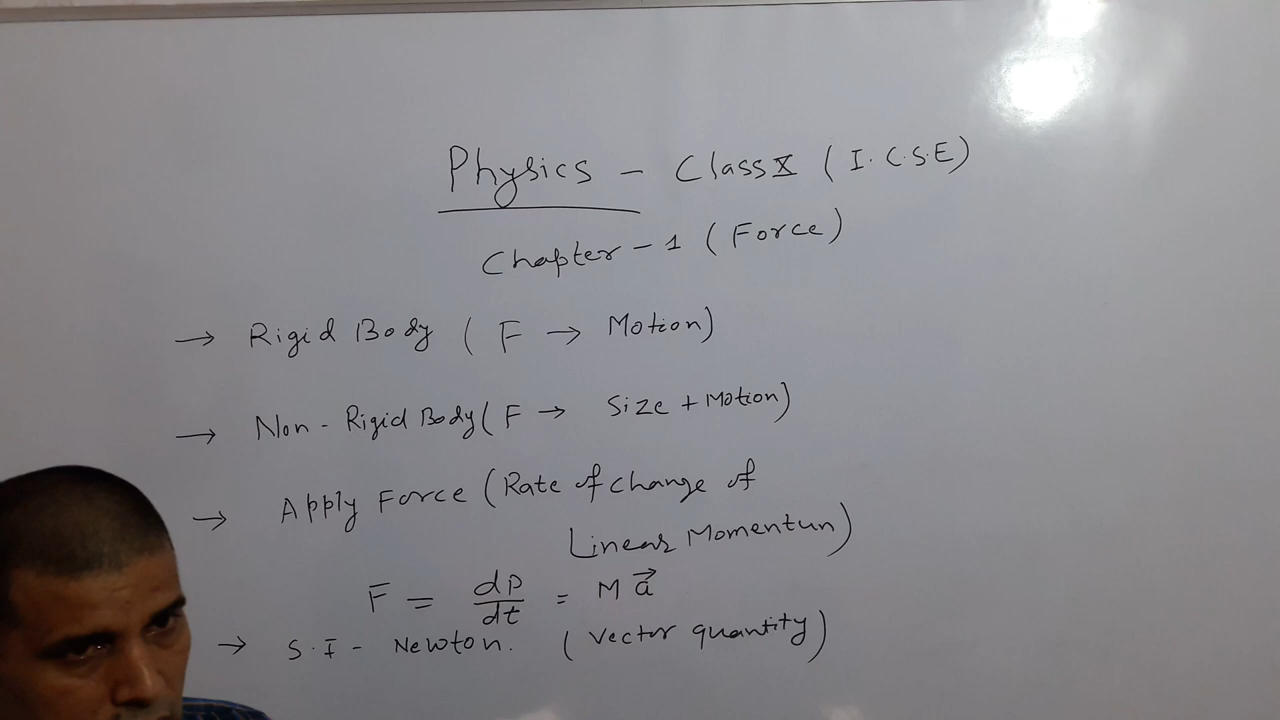 Physics - Class X (I.C.S.E)
Chapter - 1 (Force)
→ Rigid Body (F → Motion)
→ Non - Rigid Body (F → Size + Motion)
→ Apply Force (Rate of change of
Linear Momentun)
F = dp/dt = M a⃗
→ S.I - Newton. (Vector quantity)